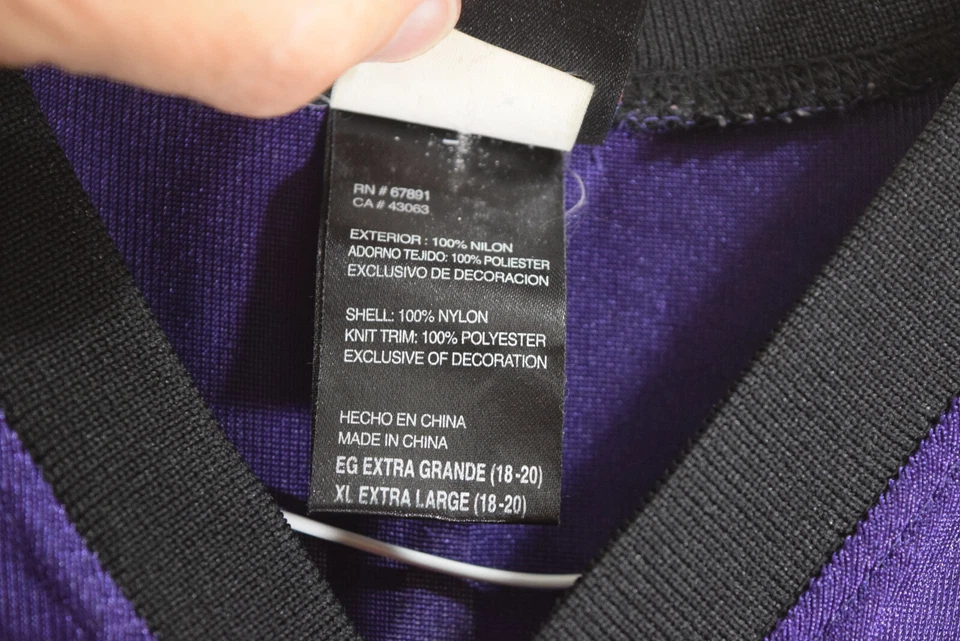 RN # 67891
CA # 43063
EXTERIOR : 100% NILON
ADORNO TEJIDO: 100% POLIESTER
EXCLUSIVO DE DECORACION
SHELL: 100% NYLON
KNIT TRIM: 100% POLYESTER
EXCLUSIVE OF DECORATION
HECHO EN CHINA
MADE IN CHINA
EG EXTRA GRANDE (18-20)
XL EXTRA LARGE (18-20)